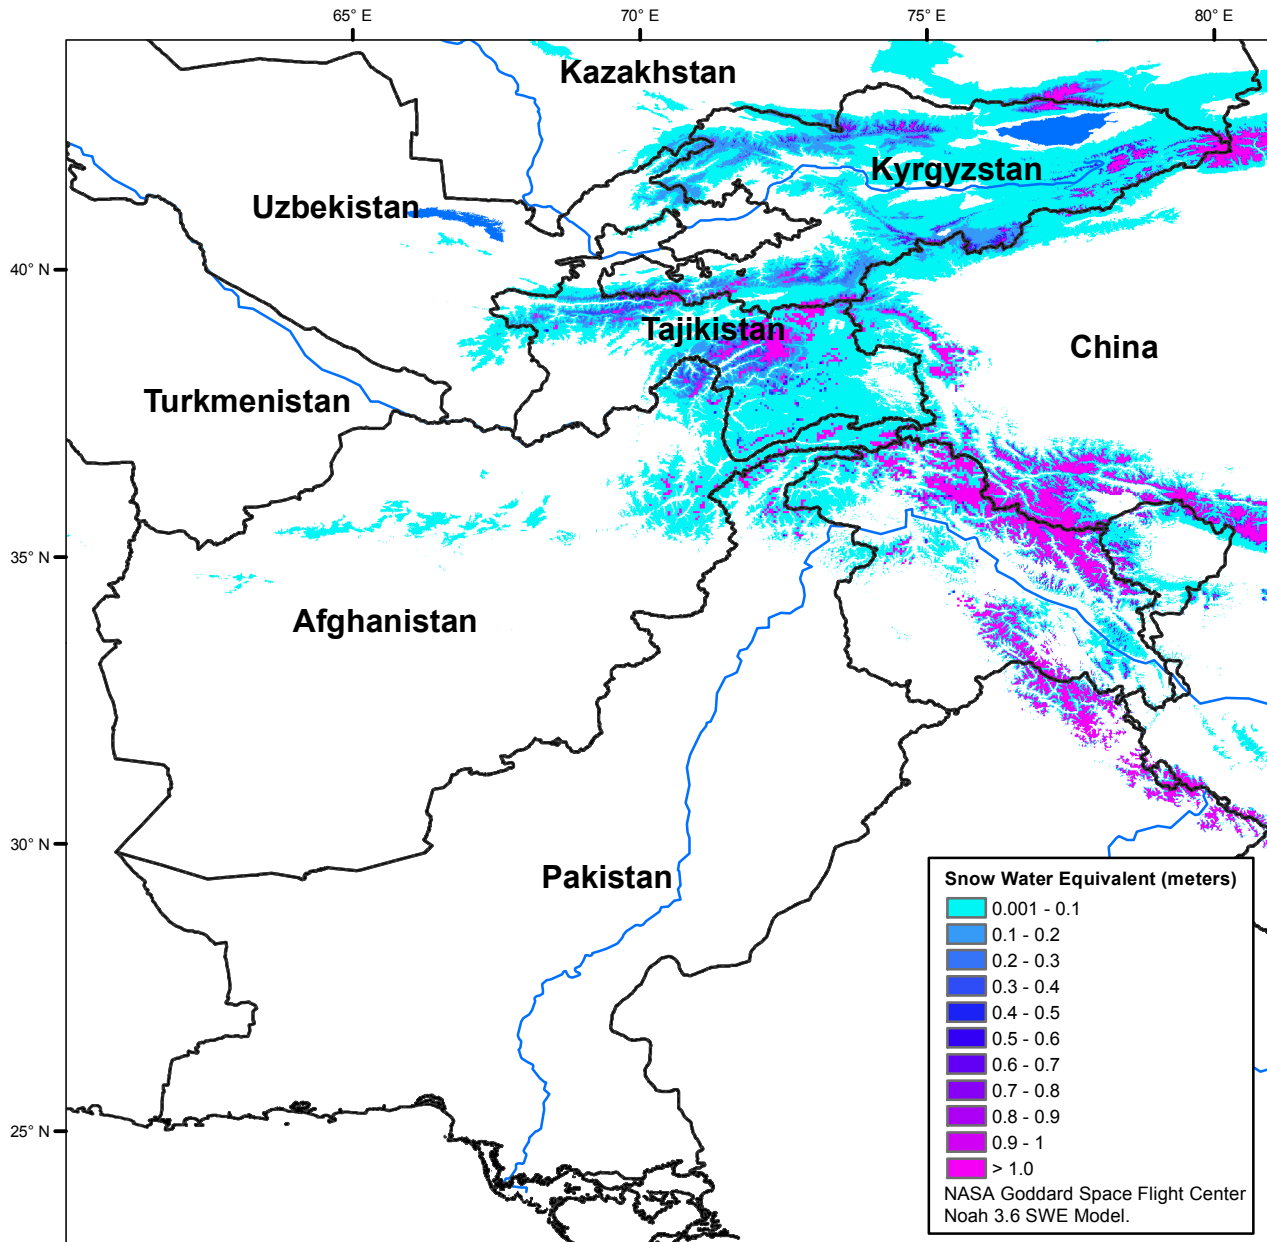 65° E
70° E
75° E
80° E
Kazakhstan
Kyrgyzstan
Uzbekistan
40° N
Tajikistan
China
Turkmenistan
35° N
Afghanistan
30° N
Pakistan
25° N
Snow Water Equivalent (meters)
0.001 - 0.1
0.1 - 0.2
0.2 - 0.3
0.3 - 0.4
0.4 - 0.5
0.5 - 0.6
0.6 - 0.7
0.7 - 0.8
0.8 - 0.9
0.9 - 1
> 1.0
NASA Goddard Space Flight Center
Noah 3.6 SWE Model.